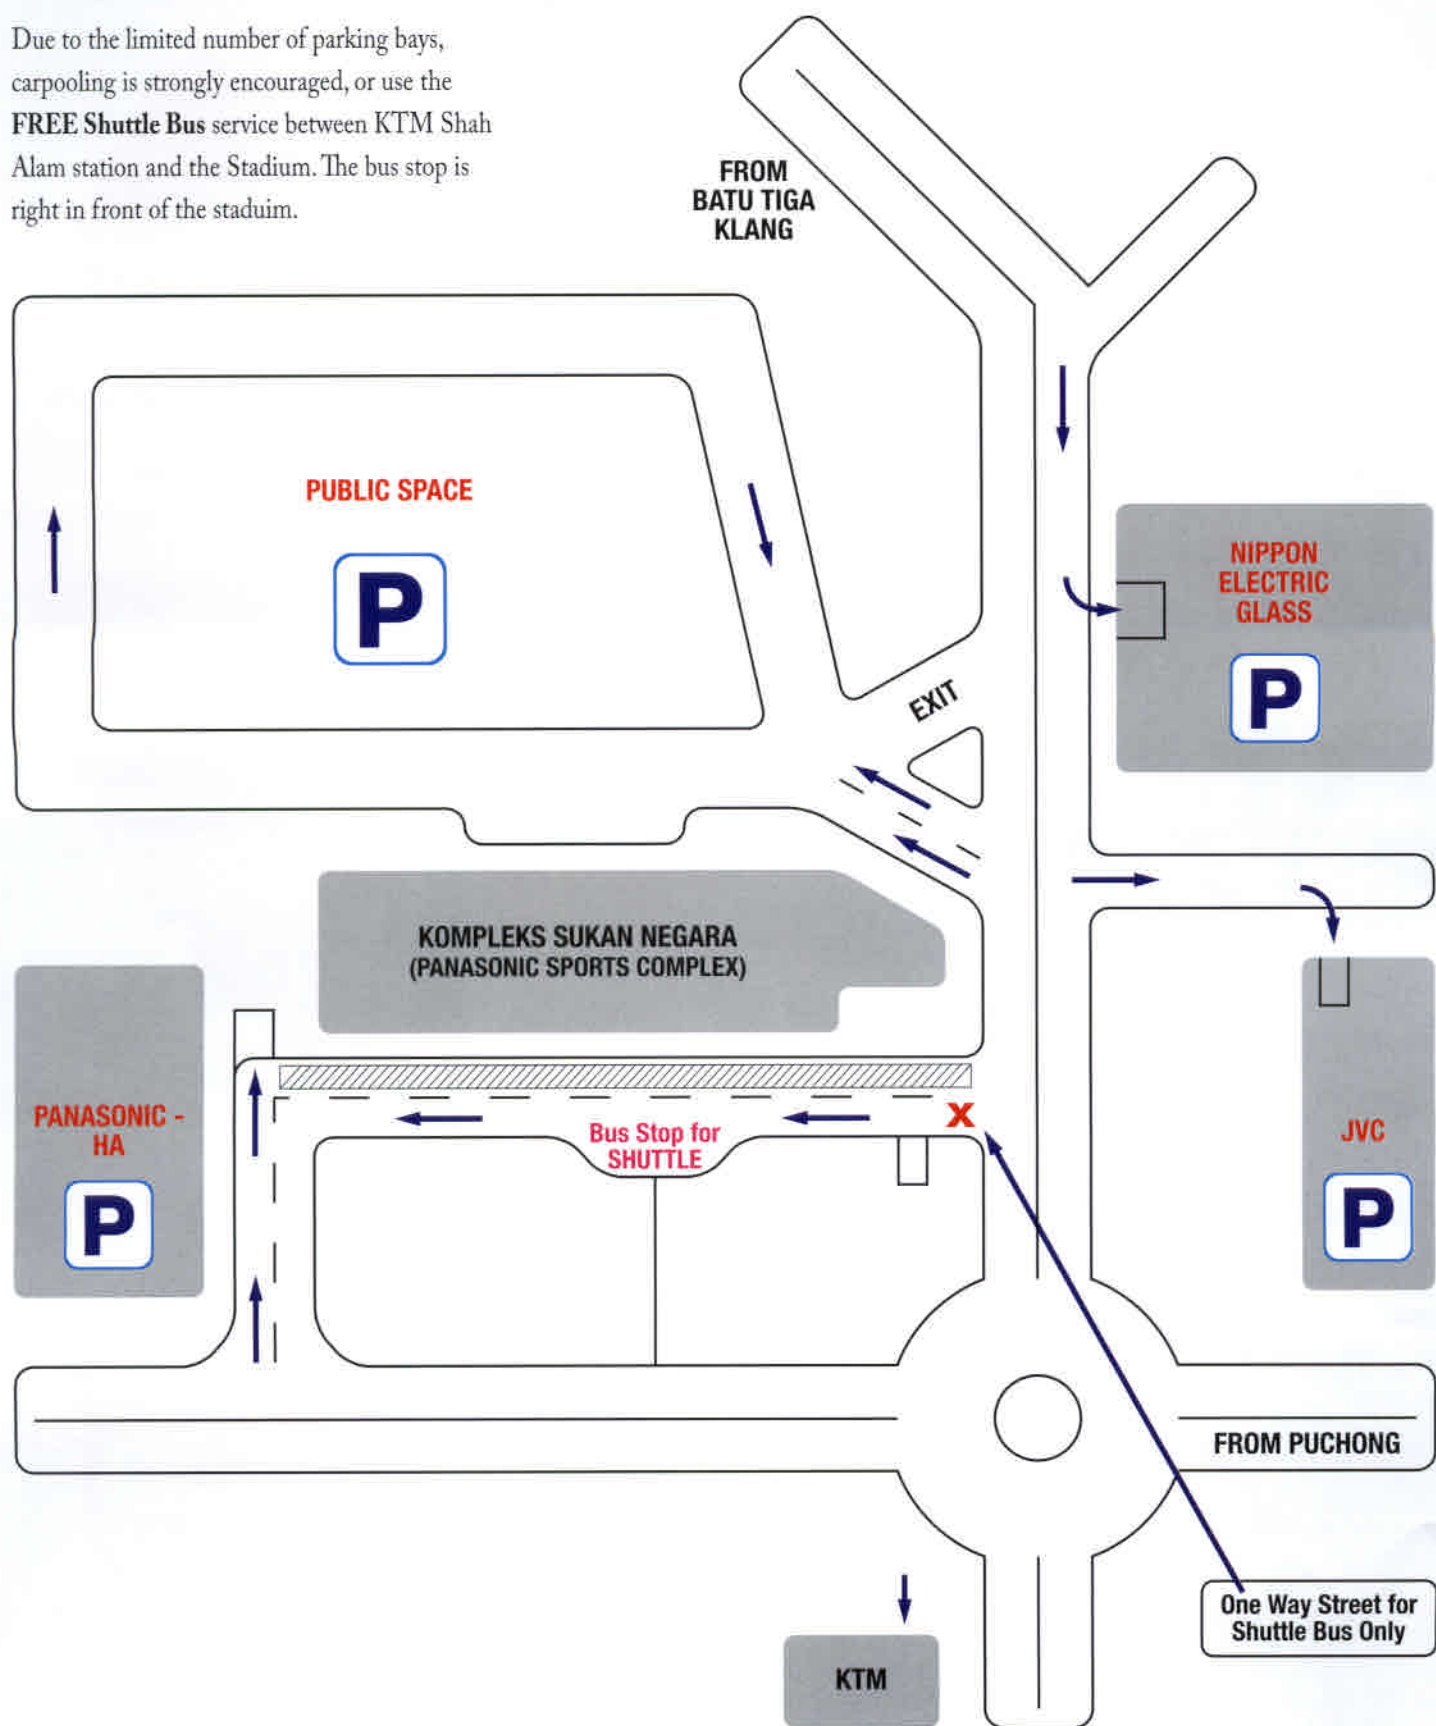 Due to the limited number of parking bays,
carpooling is strongly encouraged, or use the
FREE Shuttle Bus service between KTM Shah
Alam station and the Stadium. The bus stop is
right in front of the staduim.
FROM
BATU TIGA
KLANG
PUBLIC SPACE
P
NIPPON
ELECTRIC
GLASS
P
EXIT
KOMPLEKS SUKAN NEGARA
(PANASONIC SPORTS COMPLEX)
PANASONIC -
HA
P
Bus Stop for
SHUTTLE
X
JVC
P
FROM PUCHONG
One Way Street for
Shuttle Bus Only
KTM